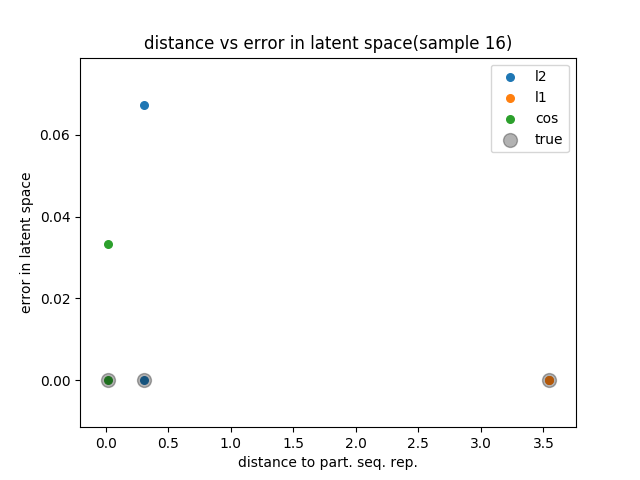 distance vs error in latent space(sample 16)
l2
l1
cos
true
error in latent space
0.06
0.04
0.02
0.00
0.0 0.5 1.0 1.5 2.0 2.5 3.0 3.5
distance to part. seq. rep.